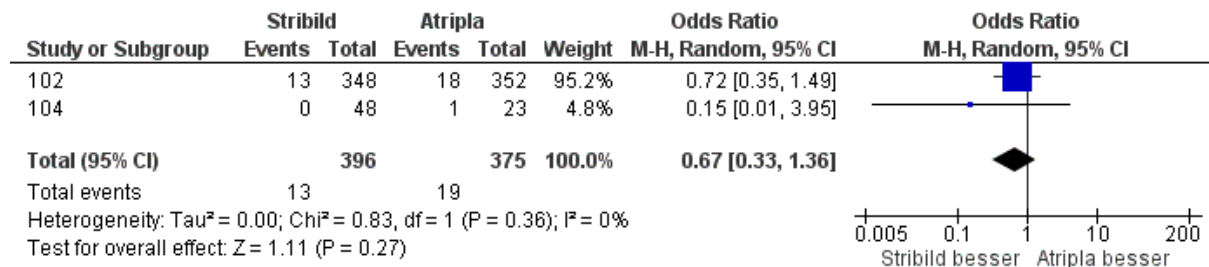 Stribild Atripla Odds Ratio Odds Ratio
Study or Subgroup Events Total Events Total Weight M-H, Random, 95% CI M-H, Random, 95% CI
102 13 348 18 352 95.2% 0.72 [0.35, 1.49]
104 0 48 1 23 4.8% 0.15 [0.01, 3.95]
Total (95% CI) 396 375 100.0% 0.67 [0.33, 1.36]
Total events 13 19
Heterogeneity: Tau² = 0.00; Chi² = 0.83, df = 1 (P = 0.36); I² = 0%
Test for overall effect: Z = 1.11 (P = 0.27)
0.005 0.1 1 10 200
Stribild besser Atripla besser